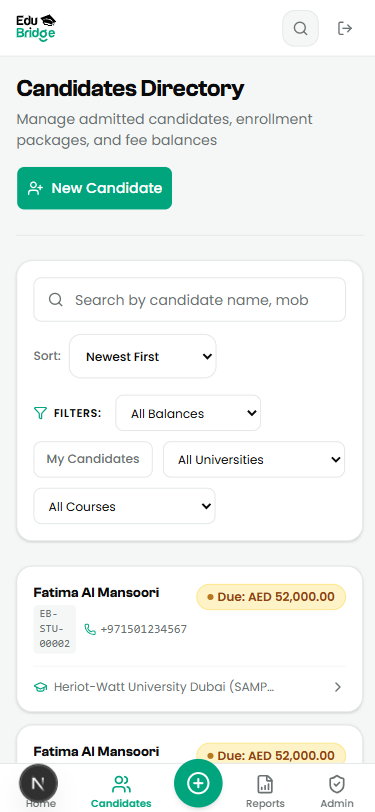 Edu
Bridge
Candidates Directory
Manage admitted candidates, enrollment
packages, and fee balances
New Candidate
Search by candidate name, mob
Sort: Newest First
FILTERS: All Balances
My Candidates All Universities
All Courses
Fatima Al Mansoori
Due: AED 52,000.00
EB-
STU-
00002
+971501234567
Heriot-Watt University Dubai (SAMP...
Fatima Al Mansoori
Due: AED 52,000.00
N
Home Candidates Reports Admin